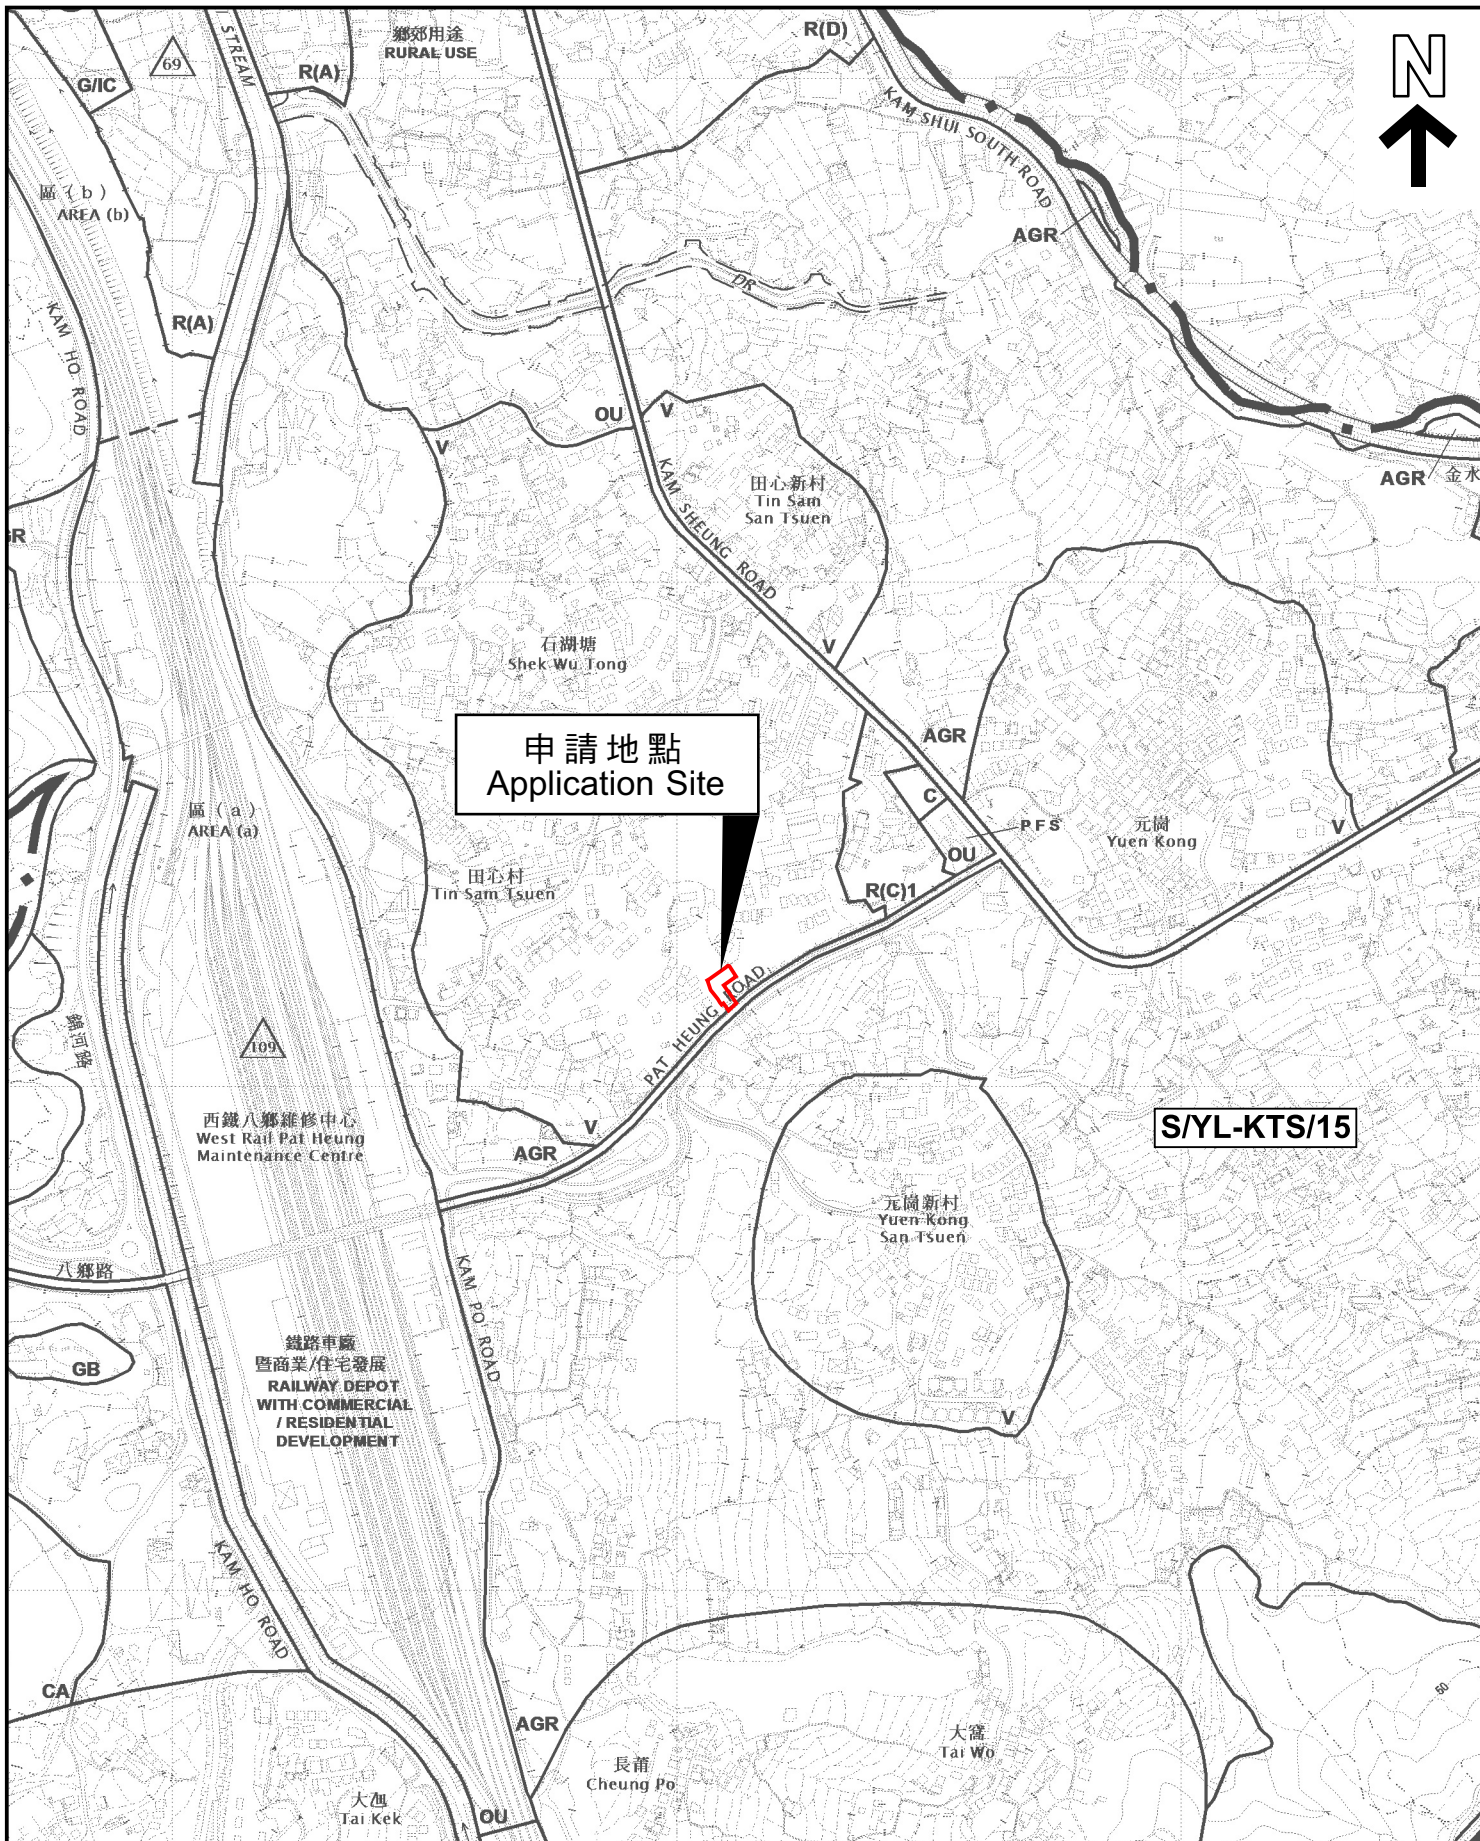 STREAM
鄉郊用途
RURAL USE
R(D)
N
69
G/IC
R(A)
KAM SHUI SOUTH ROAD
區 ( b )
AREA (b)
AGR
DR
KAM HO ROAD
R(A)
OU
V
V
田心新村
Tin Sam
San Tsuen
AGR
金水
KAM SHEUNG ROAD
石湖塘
Shek Wu Tong
V
申請地點
Application Site
AGR
C
區 ( a )
AREA (a)
PFS
元崗
Yuen Kong
V
OU
田心村
Tin Sam Tsuen
R(C)1
PAT HEUNG ROAD
錦河路
109
西鐵八鄉維修中心
West Rail Pat Heung
Maintenance Centre
V
AGR
S/YL-KTS/15
元崗新村
Yuen Kong
San Tsuen
八鄉路
KAM PO ROAD
鐵路車廠
暨商業/住宅發展
RAILWAY DEPOT
WITH COMMERCIAL
/ RESIDENTIAL
DEVELOPMENT
GB
V
KAM HO ROAD
CA
50
AGR
大窩
Tai Wo
長莆
Cheung Po
Tai Kek
OU